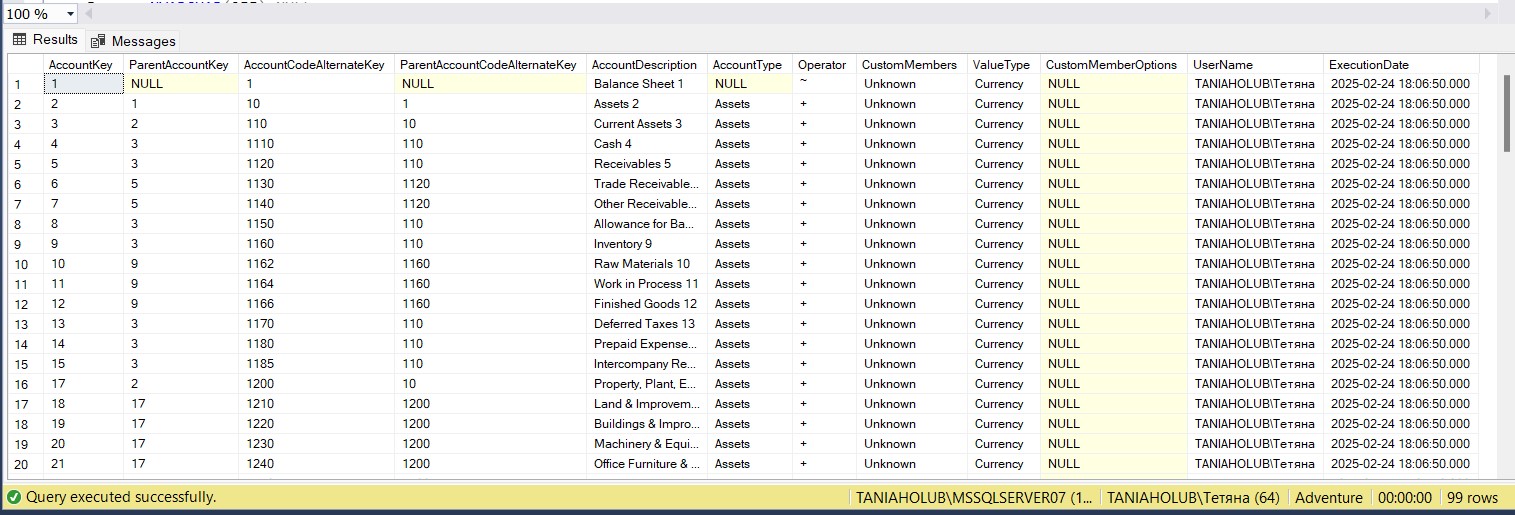 100 %
Results Messages
AccountKey ParentAccountKey AccountCodeAlternateKey ParentAccountCodeAlternateKey AccountDescription AccountType Operator CustomMembers ValueType CustomMemberOptions UserName ExecutionDate
1 1 NULL 1 NULL Balance Sheet 1 NULL ~ Unknown Currency NULL TANIAHOLUB\Тетяна 2025-02-24 18:06:50.000
2 2 1 10 1 Assets 2 Assets + Unknown Currency NULL TANIAHOLUB\Тетяна 2025-02-24 18:06:50.000
3 3 2 110 10 Current Assets 3 Assets + Unknown Currency NULL TANIAHOLUB\Тетяна 2025-02-24 18:06:50.000
4 4 3 1110 110 Cash 4 Assets + Unknown Currency NULL TANIAHOLUB\Тетяна 2025-02-24 18:06:50.000
5 5 3 1120 110 Receivables 5 Assets + Unknown Currency NULL TANIAHOLUB\Тетяна 2025-02-24 18:06:50.000
6 6 5 1130 1120 Trade Receivable... Assets + Unknown Currency NULL TANIAHOLUB\Тетяна 2025-02-24 18:06:50.000
7 7 5 1140 1120 Other Receivable... Assets + Unknown Currency NULL TANIAHOLUB\Тетяна 2025-02-24 18:06:50.000
8 8 3 1150 110 Allowance for Ba... Assets + Unknown Currency NULL TANIAHOLUB\Тетяна 2025-02-24 18:06:50.000
9 9 3 1160 110 Inventory 9 Assets + Unknown Currency NULL TANIAHOLUB\Тетяна 2025-02-24 18:06:50.000
10 10 9 1162 1160 Raw Materials 10 Assets + Unknown Currency NULL TANIAHOLUB\Тетяна 2025-02-24 18:06:50.000
11 11 9 1164 1160 Work in Process 11 Assets + Unknown Currency NULL TANIAHOLUB\Тетяна 2025-02-24 18:06:50.000
12 12 9 1166 1160 Finished Goods 12 Assets + Unknown Currency NULL TANIAHOLUB\Тетяна 2025-02-24 18:06:50.000
13 13 3 1170 110 Deferred Taxes 13 Assets + Unknown Currency NULL TANIAHOLUB\Тетяна 2025-02-24 18:06:50.000
14 14 3 1180 110 Prepaid Expense... Assets + Unknown Currency NULL TANIAHOLUB\Тетяна 2025-02-24 18:06:50.000
15 15 3 1185 110 Intercompany Re... Assets + Unknown Currency NULL TANIAHOLUB\Тетяна 2025-02-24 18:06:50.000
16 17 2 1200 10 Property, Plant, E... Assets + Unknown Currency NULL TANIAHOLUB\Тетяна 2025-02-24 18:06:50.000
17 18 17 1210 1200 Land & Improvem... Assets + Unknown Currency NULL TANIAHOLUB\Тетяна 2025-02-24 18:06:50.000
18 19 17 1220 1200 Buildings & Impro... Assets + Unknown Currency NULL TANIAHOLUB\Тетяна 2025-02-24 18:06:50.000
19 20 17 1230 1200 Machinery & Equi... Assets + Unknown Currency NULL TANIAHOLUB\Тетяна 2025-02-24 18:06:50.000
20 21 17 1240 1200 Office Furniture & ... Assets + Unknown Currency NULL TANIAHOLUB\Тетяна 2025-02-24 18:06:50.000
Query executed successfully. TANIAHOLUB\MSSQLSERVER07 (1... TANIAHOLUB\Тетяна (64) Adventure 00:00:00 99 rows